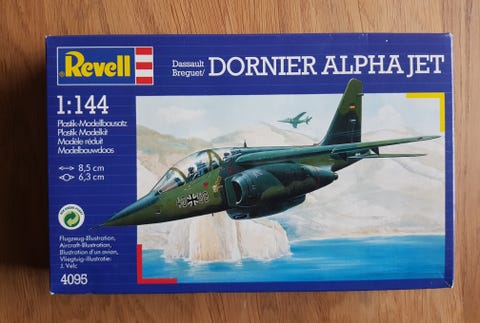 Revell
Dassault
Breguet/
DORNIER ALPHA JET
1:144
Plastik-Modellbausatz
Plastik Modelkit
Modèle réduit
Modelbouwdoos
8,5 cm
6,3 cm
Flugzeug-Illustration,
Aircraft-Illustration,
Illustration d'un avion,
Vliegtuig-illustratie:
J. Velc
4095